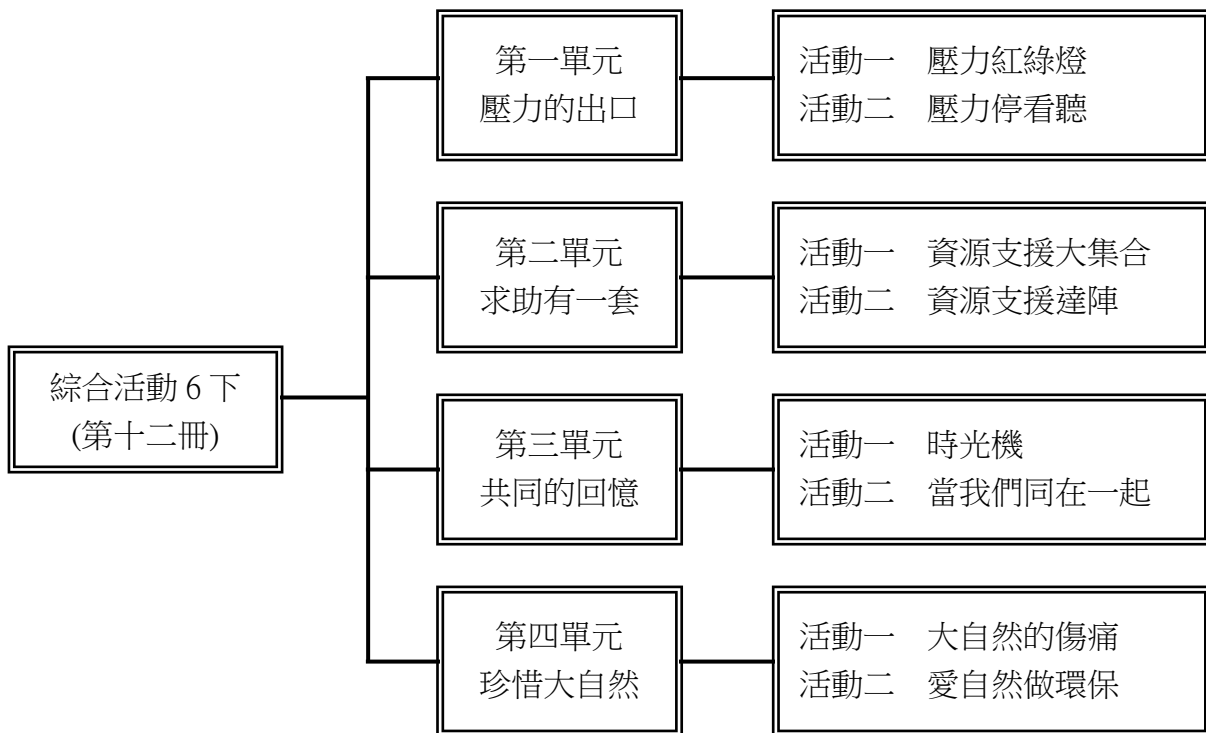 綜合活動 6 下
(第十二冊)
第一單元
壓力的出口
活動一　壓力紅綠燈
活動二　壓力停看聽
第二單元
求助有一套
活動一　資源支援大集合
活動二　資源支援達陣
第三單元
共同的回憶
活動一　時光機
活動二　當我們同在一起
第四單元
珍惜大自然
活動一　大自然的傷痛
活動二　愛自然做環保